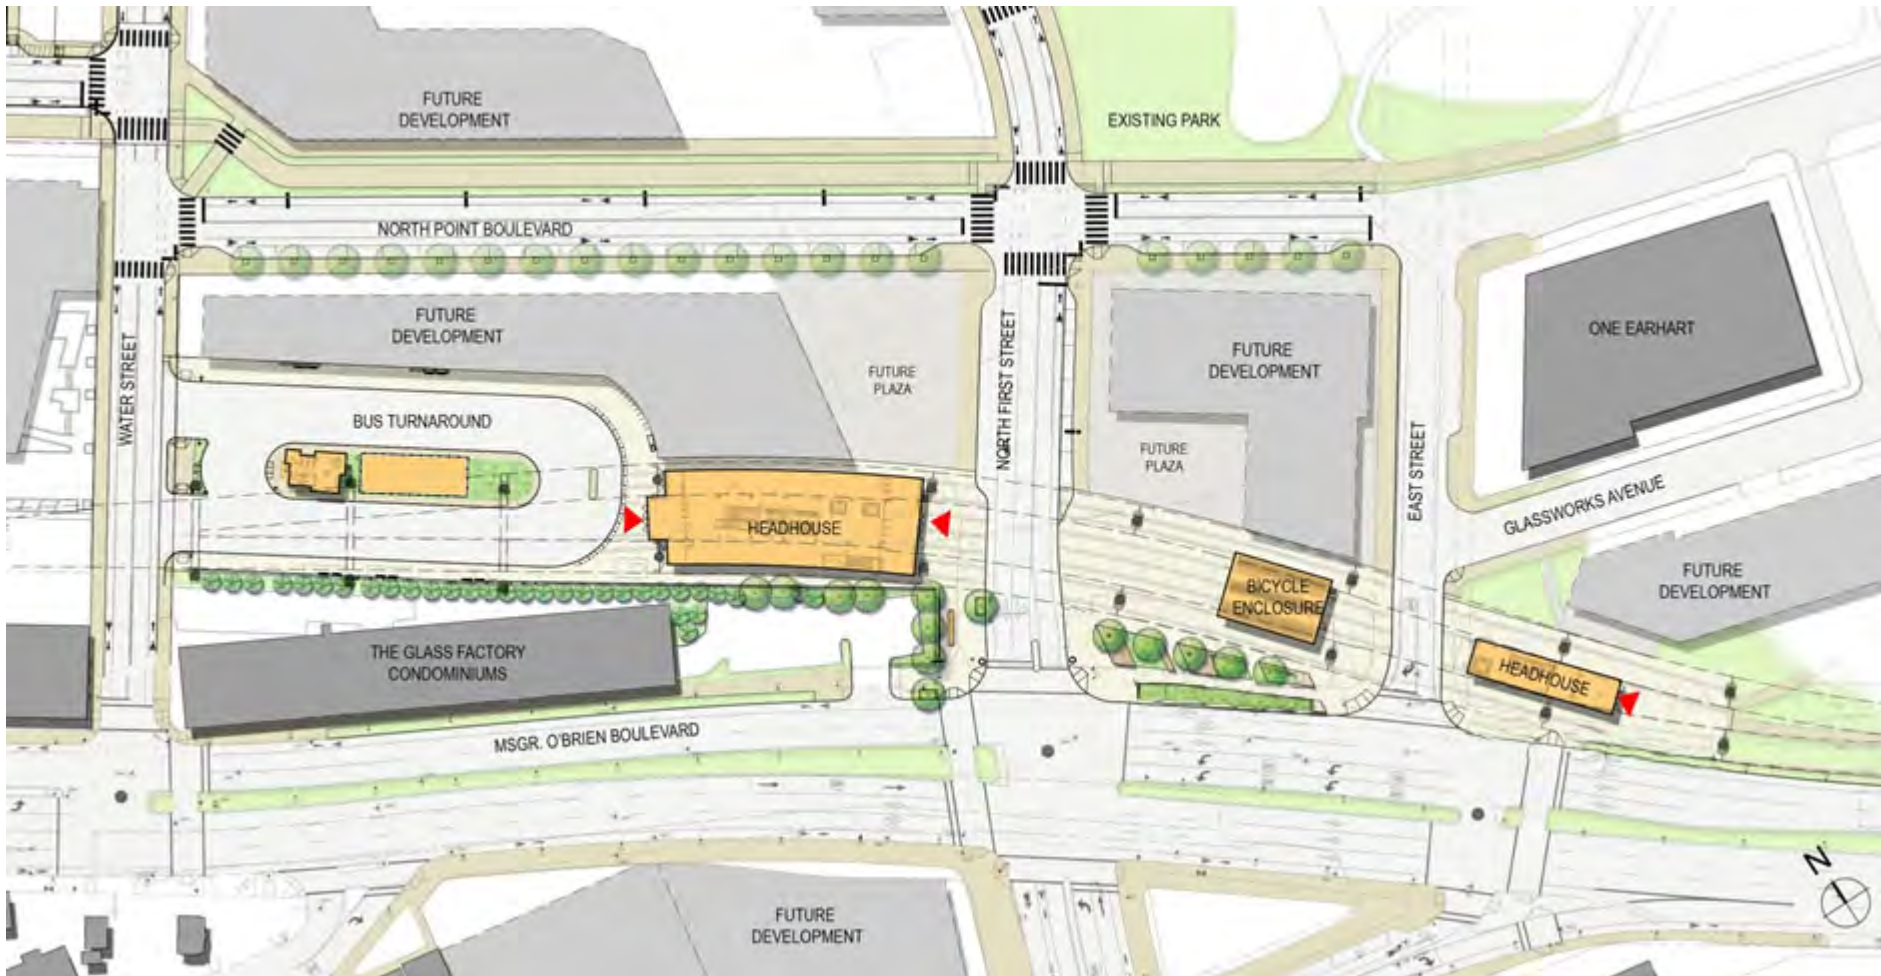 FUTURE
DEVELOPMENT
EXISTING PARK
NORTH POINT BOULEVARD
FUTURE
DEVELOPMENT
FUTURE
PLAZA
NORTH FIRST STREET
FUTURE
DEVELOPMENT
ONE EARHART
WATER STREET
BUS TURNAROUND
FUTURE
PLAZA
EAST STREET
GLASSWORKS AVENUE
HEADHOUSE
BICYCLE
ENCLOSURE
FUTURE
DEVELOPMENT
THE GLASS FACTORY
CONDOMINIUMS
HEADHOUSE
MSGR. O'BRIEN BOULEVARD
FUTURE
DEVELOPMENT
N